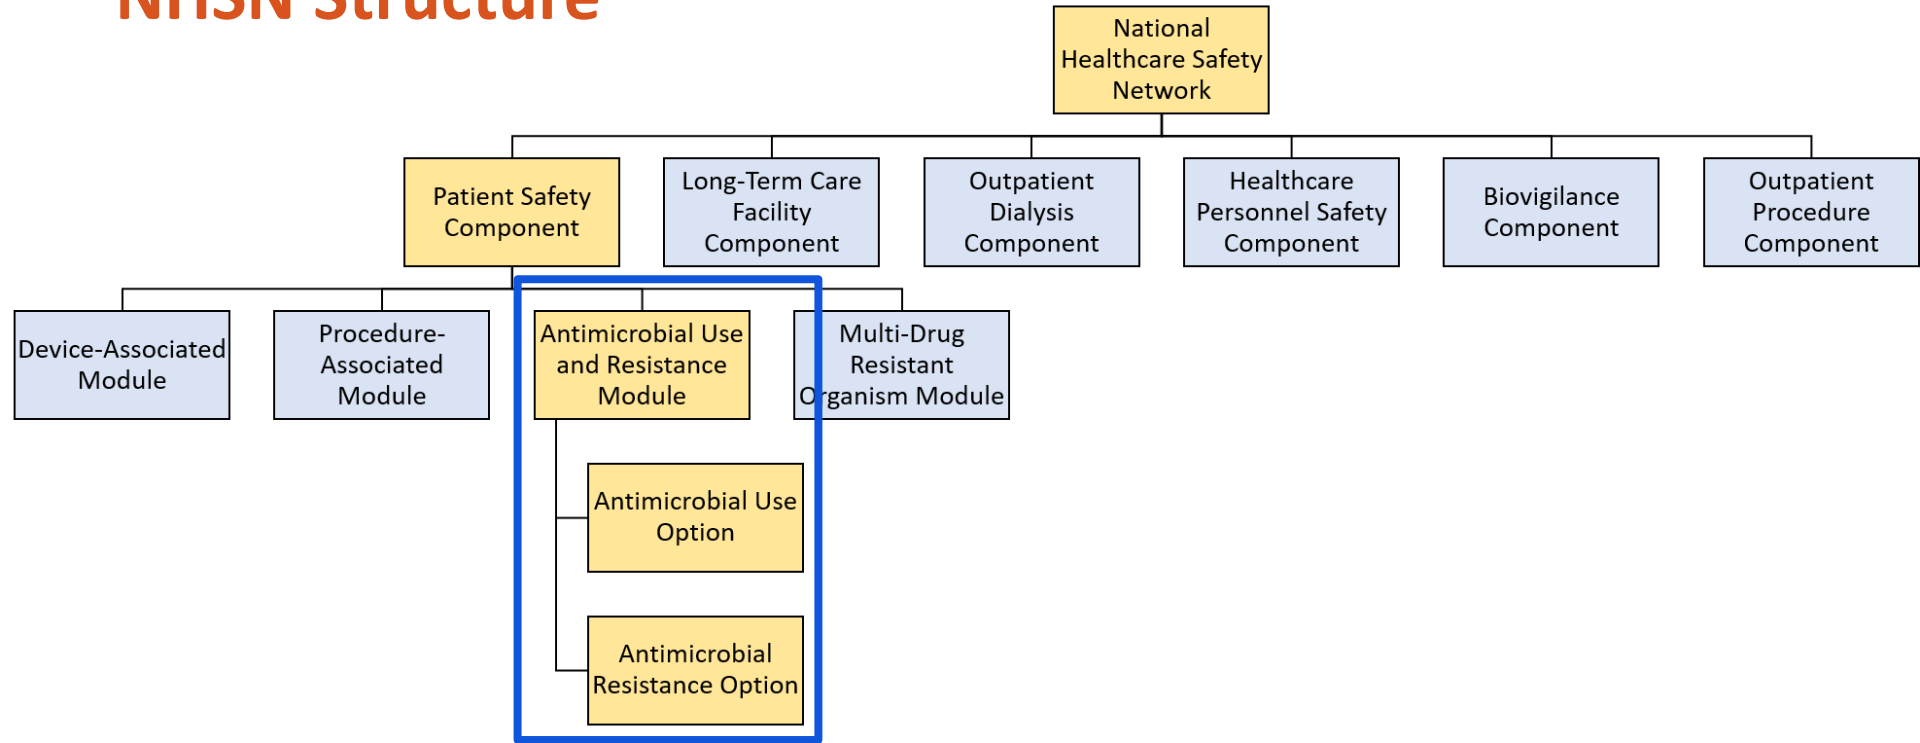 NHSN Structure
National
Healthcare Safety
Network
Patient Safety
Component
Long-Term Care
Facility
Component
Outpatient
Dialysis
Component
Healthcare
Personnel Safety
Component
Biovigilance
Component
Outpatient
Procedure
Component
Device-Associated
Module
Procedure-
Associated
Module
Antimicrobial Use
and Resistance
Module
Multi-Drug
Resistant
Organism Module
Antimicrobial Use
Option
Antimicrobial
Resistance Option